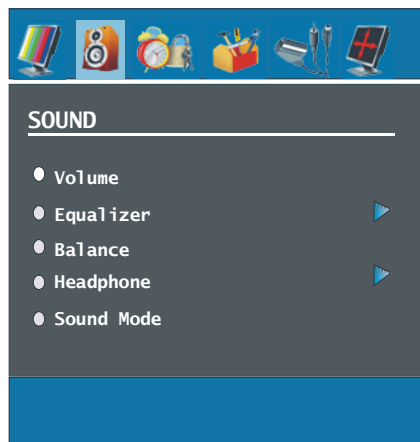 SOUND
Volume
Equalizer
Balance
Headphone
Sound Mode